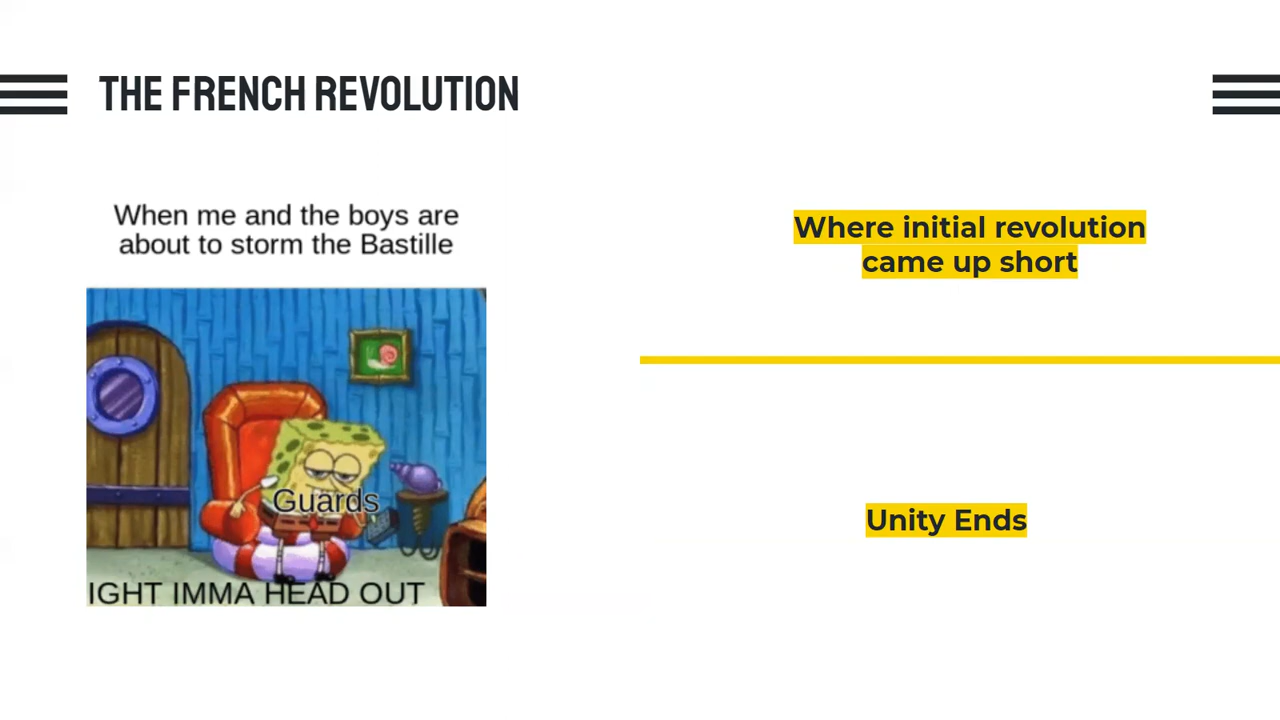 THE FRENCH REVOLUTION
When me and the boys are
about to storm the Bastille
Guards
IGHT IMMA HEAD OUT
Where initial revolution
came up short
Unity Ends